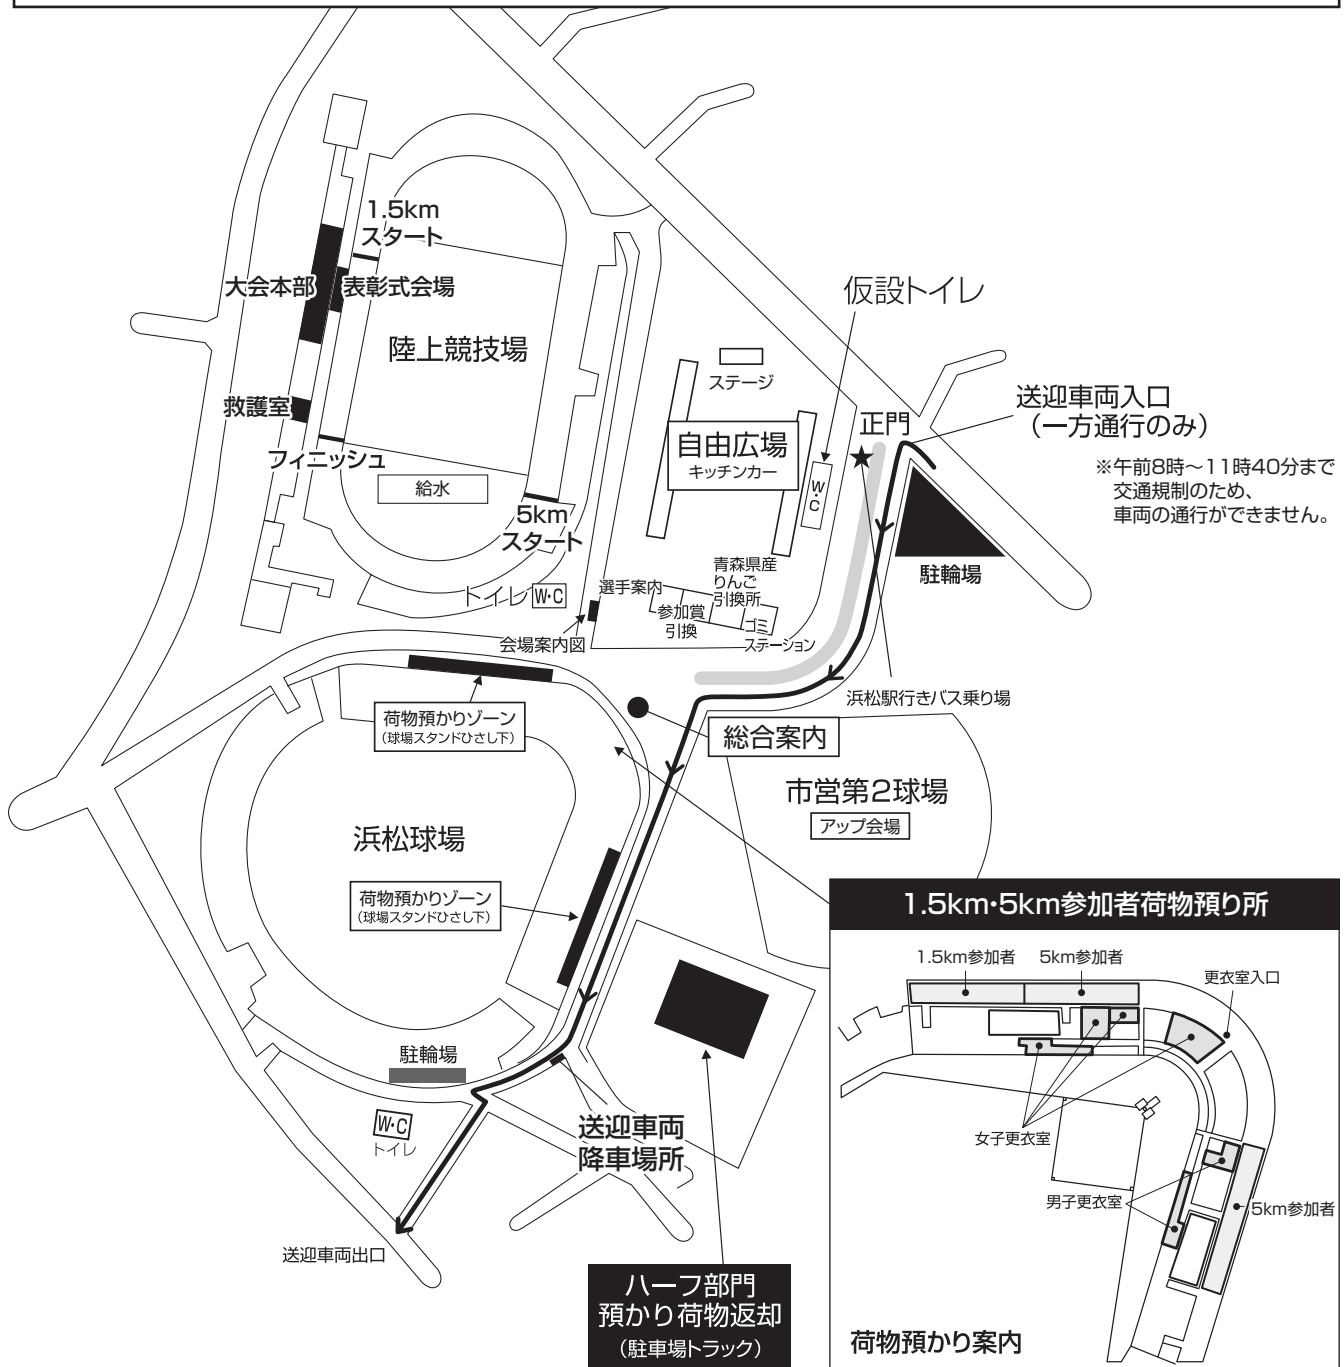 1.5km
スタート
大会本部
表彰式会場
陸上競技場
救護室
フィニッシュ
給水
5km
スタート
トイレ
W・C
会場案内図
仮設トイレ
ステージ
自由広場
キッチンカー
W・C
正門
送迎車両入口
（一方通行のみ）
※午前8時～11時40分まで
交通規制のため、
車両の通行ができません。
駐輪場
選手案内
参加賞
引換
青森県産
りんご
引換所
ゴミ
ステーション
浜松駅行きバス乗り場
荷物預かりゾーン
（球場スタンドひさし下）
総合案内
市営第2球場
アップ会場
浜松球場
荷物預かりゾーン
（球場スタンドひさし下）
駐輪場
W・C
トイレ
送迎車両
降車場所
送迎車両出口
ハーフ部門
預かり荷物返却
（駐車場トラック）
1.5km・5km参加者荷物預り所
1.5km参加者
5km参加者
更衣室入口
女子更衣室
男子更衣室
5km参加者
荷物預かり案内